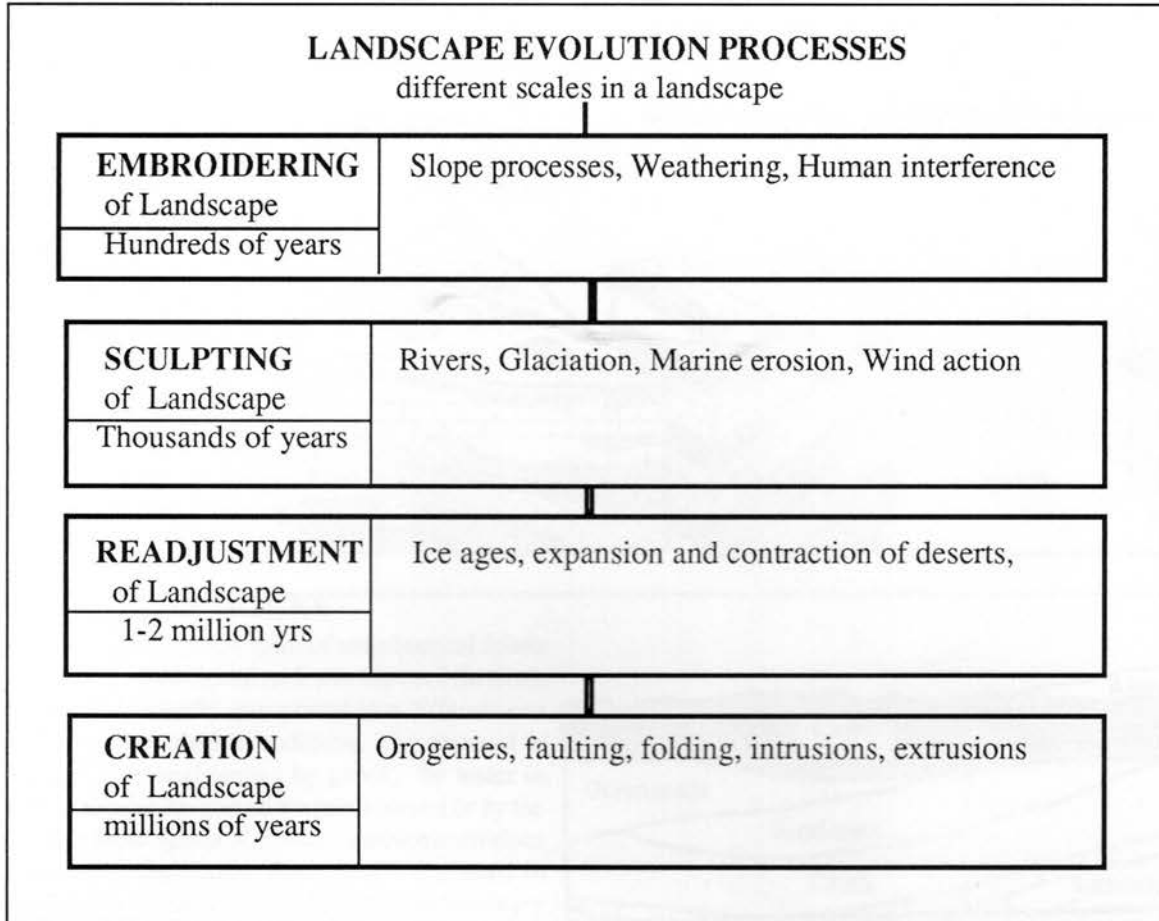 LANDSCAPE EVOLUTION PROCESSES
different scales in a landscape
EMBROIDERING
of Landscape
Hundreds of years
Slope processes, Weathering, Human interference
SCULPTING
of Landscape
Thousands of years
Rivers, Glaciation, Marine erosion, Wind action
READJUSTMENT
of Landscape
1-2 million yrs
Ice ages, expansion and contraction of deserts,
CREATION
of Landscape
millions of years
Orogenies, faulting, folding, intrusions, extrusions